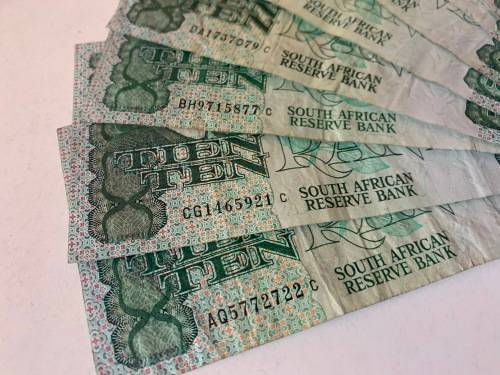 TEN
DA1737079 C
SOUTH AFRICAN
RESERVE BANK
TIEN
TEN
BH9715877 C
SOUTH AFRICAN
RESERVE BANK
TIEN
TEN
CG1465921 C
SOUTH AFRICAN
RESERVE BANK
TIEN
TEN
AQ5772722 C
SOUTH AFRICAN
RESERVE BANK